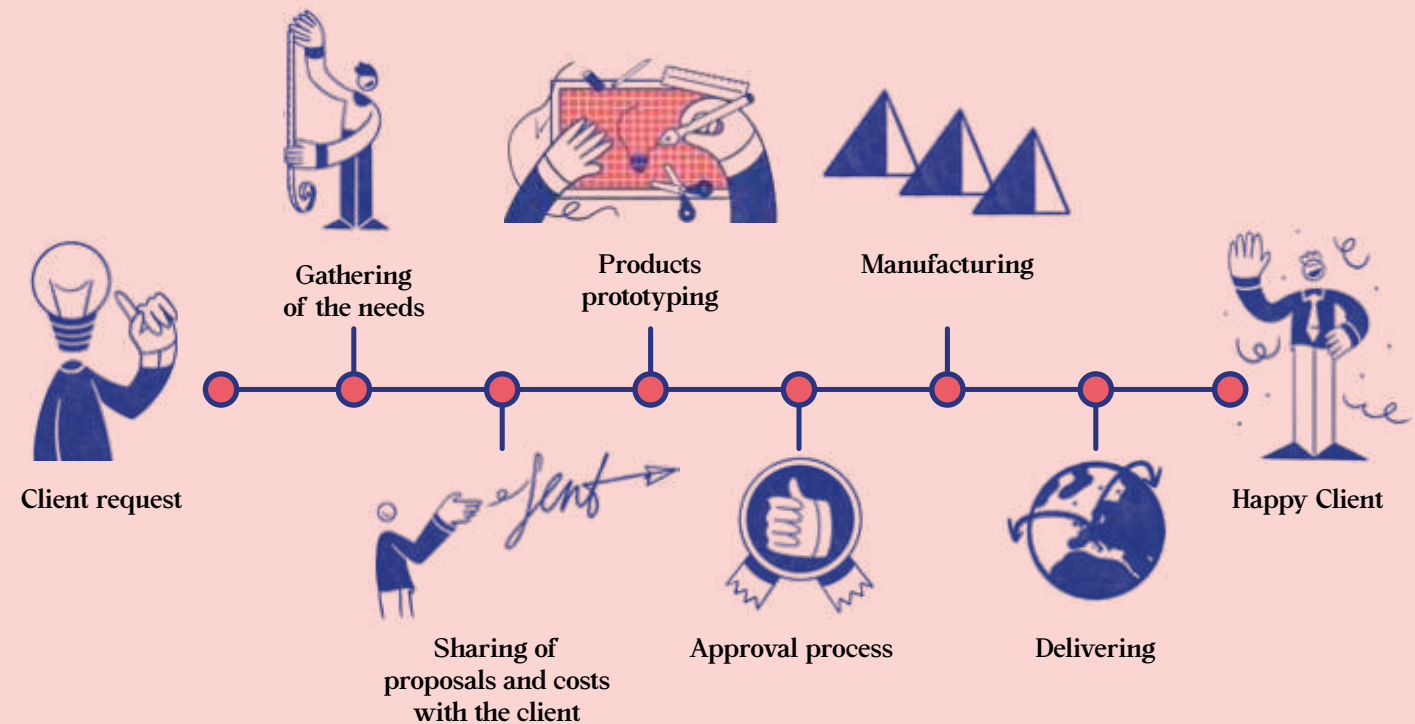 Client request
Gathering
of the needs
Sharing of
proposals and costs
with the client
Sent
Products
prototyping
Approval process
Manufacturing
Delivering
Happy Client